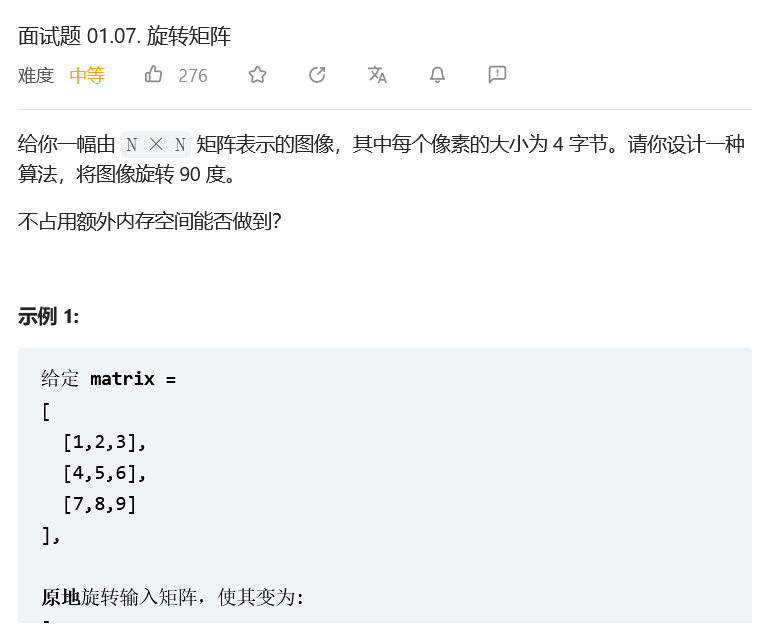 面试题 01.07. 旋转矩阵
难度 中等 276
给你一幅由 N × N 矩阵表示的图像，其中每个像素的大小为 4 字节。请你设计一种
算法，将图像旋转 90 度。
不占用额外内存空间能否做到？
示例 1:
给定 matrix =
[
[1,2,3],
[4,5,6],
[7,8,9]
],
原地旋转输入矩阵，使其变为: